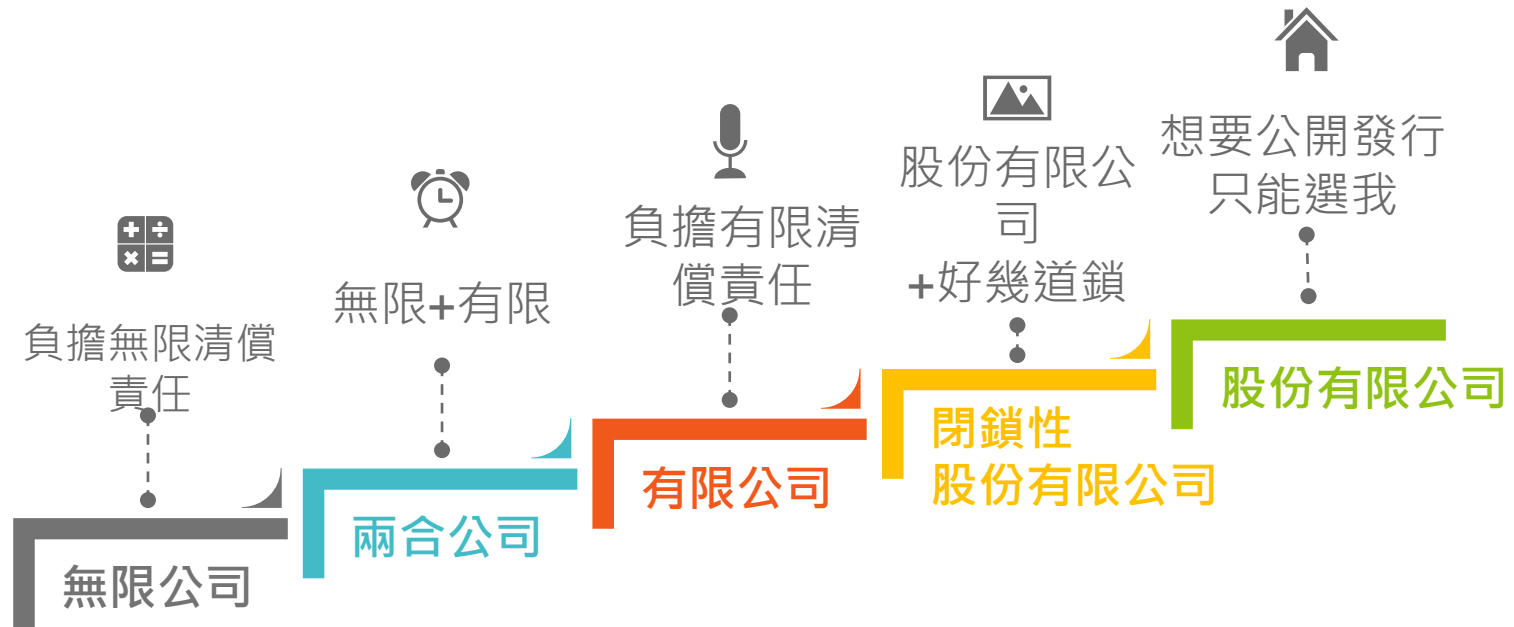 負擔無限清償
責任
無限公司
無限+有限
兩合公司
負擔有限清
償責任
有限公司
股份有限公
司
+好幾道鎖
閉鎖性
股份有限公司
想要公開發行
只能選我
股份有限公司